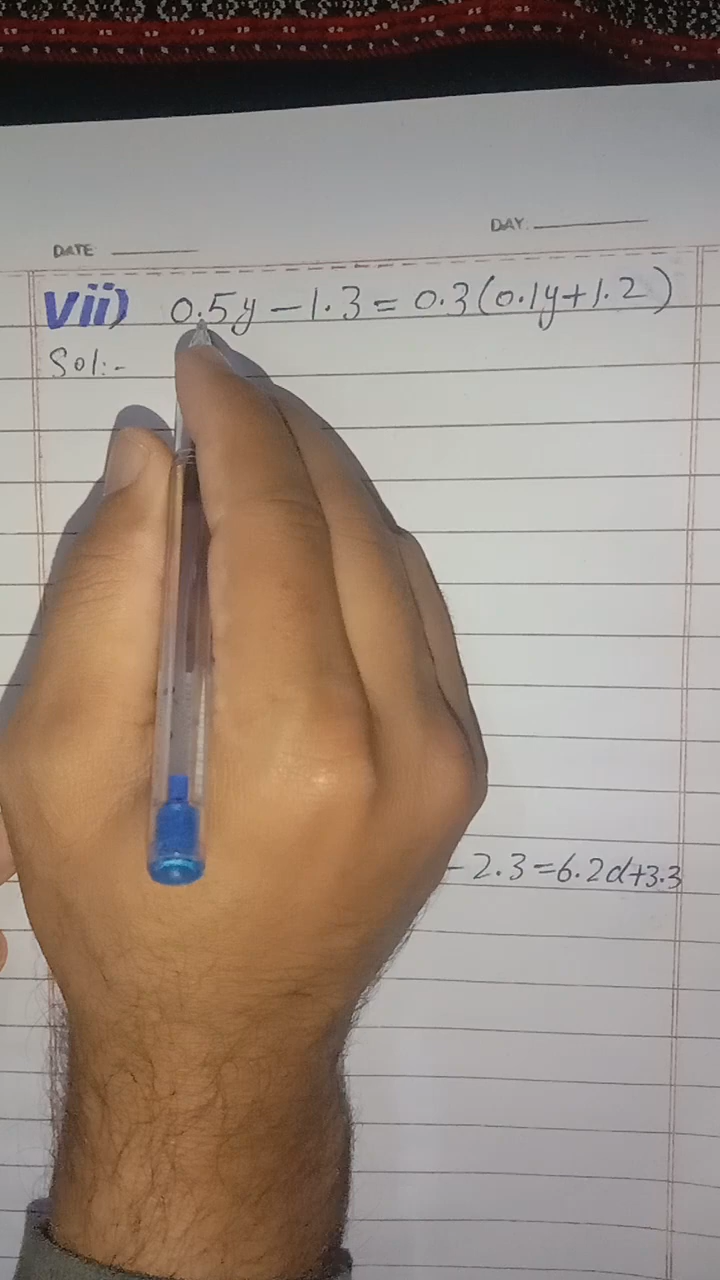 DAY:
DATE
vii) 0.5y - 1.3 = 0.3(0.1y+1.2)
Sol:-
- 2.3 = 6.2d+3.3